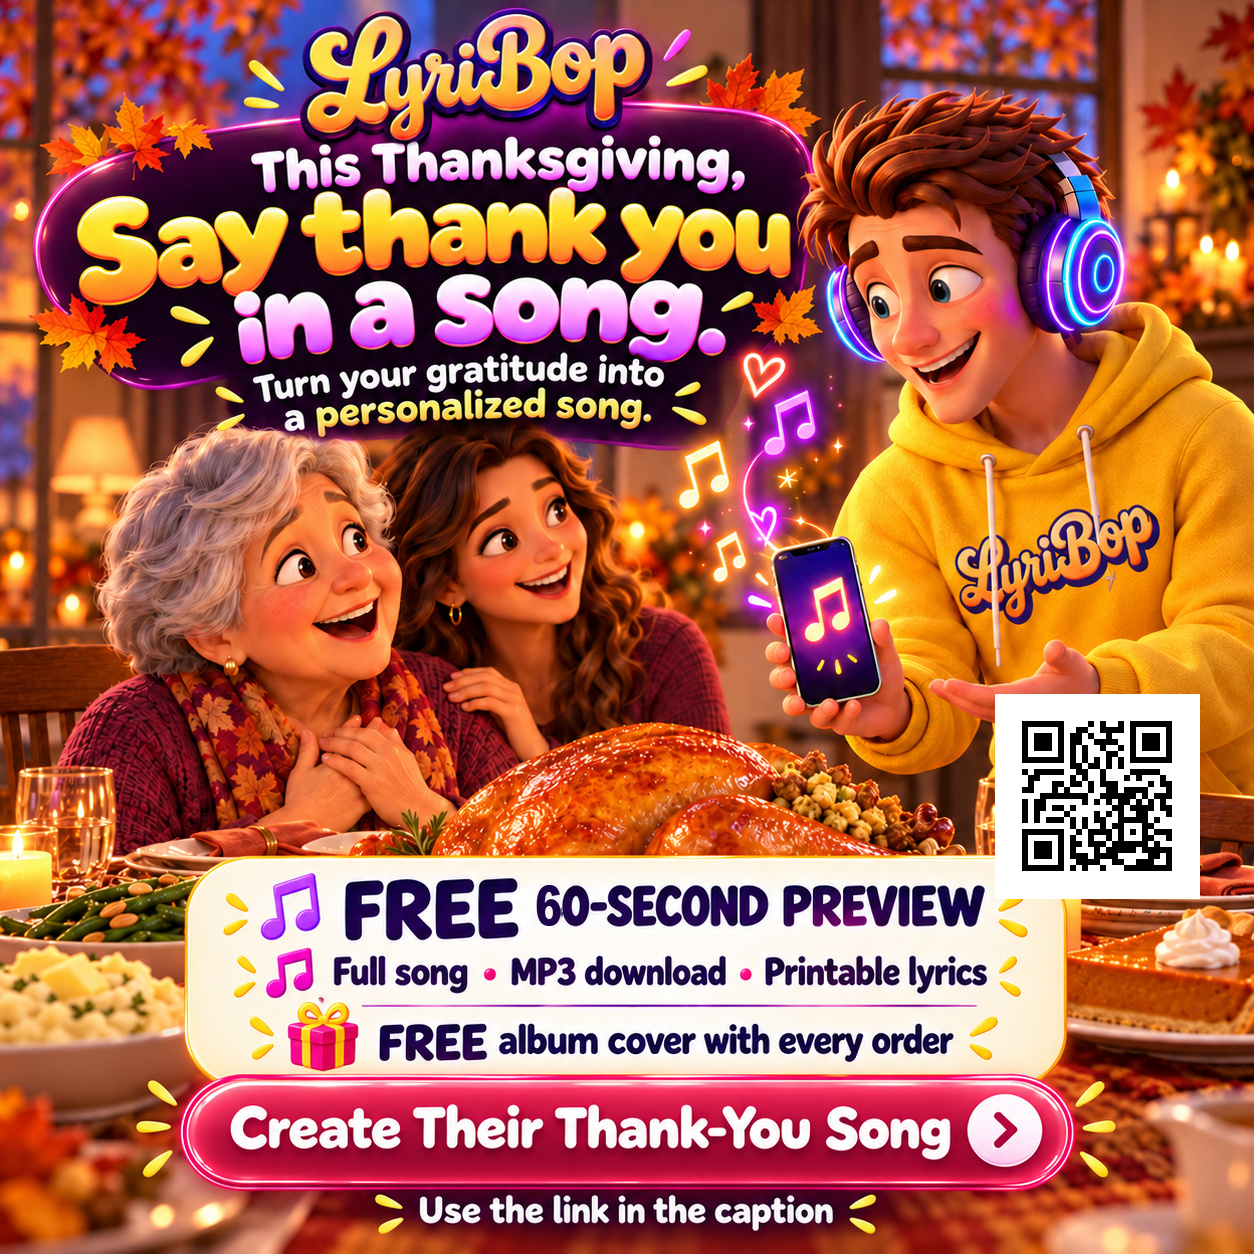 LyriBop
This Thanksgiving,
Say thank you
in a song.
Turn your gratitude into
a personalized song.
LyriBop
FREE 60-SECOND PREVIEW
Full song • MP3 download • Printable lyrics
FREE album cover with every order
Create Their Thank-You Song
Use the link in the caption